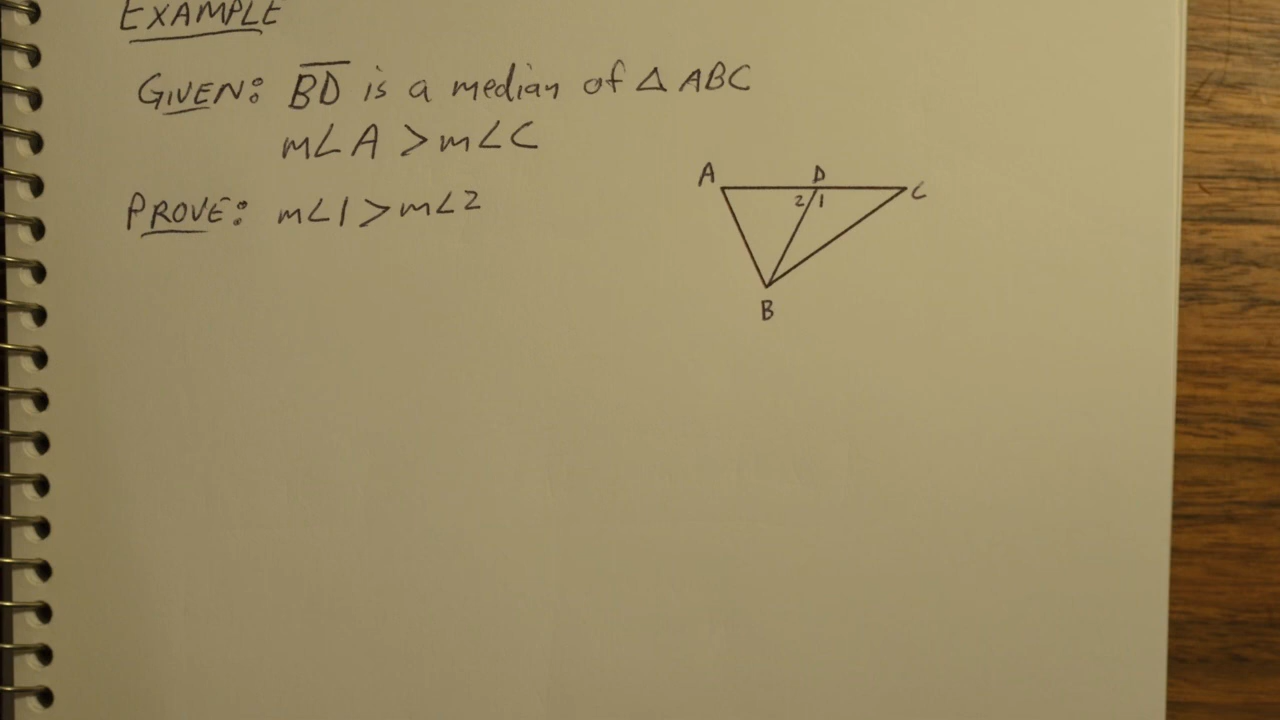 EXAMPLE
GIVEN: BD is a median of △ ABC
m∠A > m∠C
PROVE: m∠1 > m∠2
A D C
2 1
B